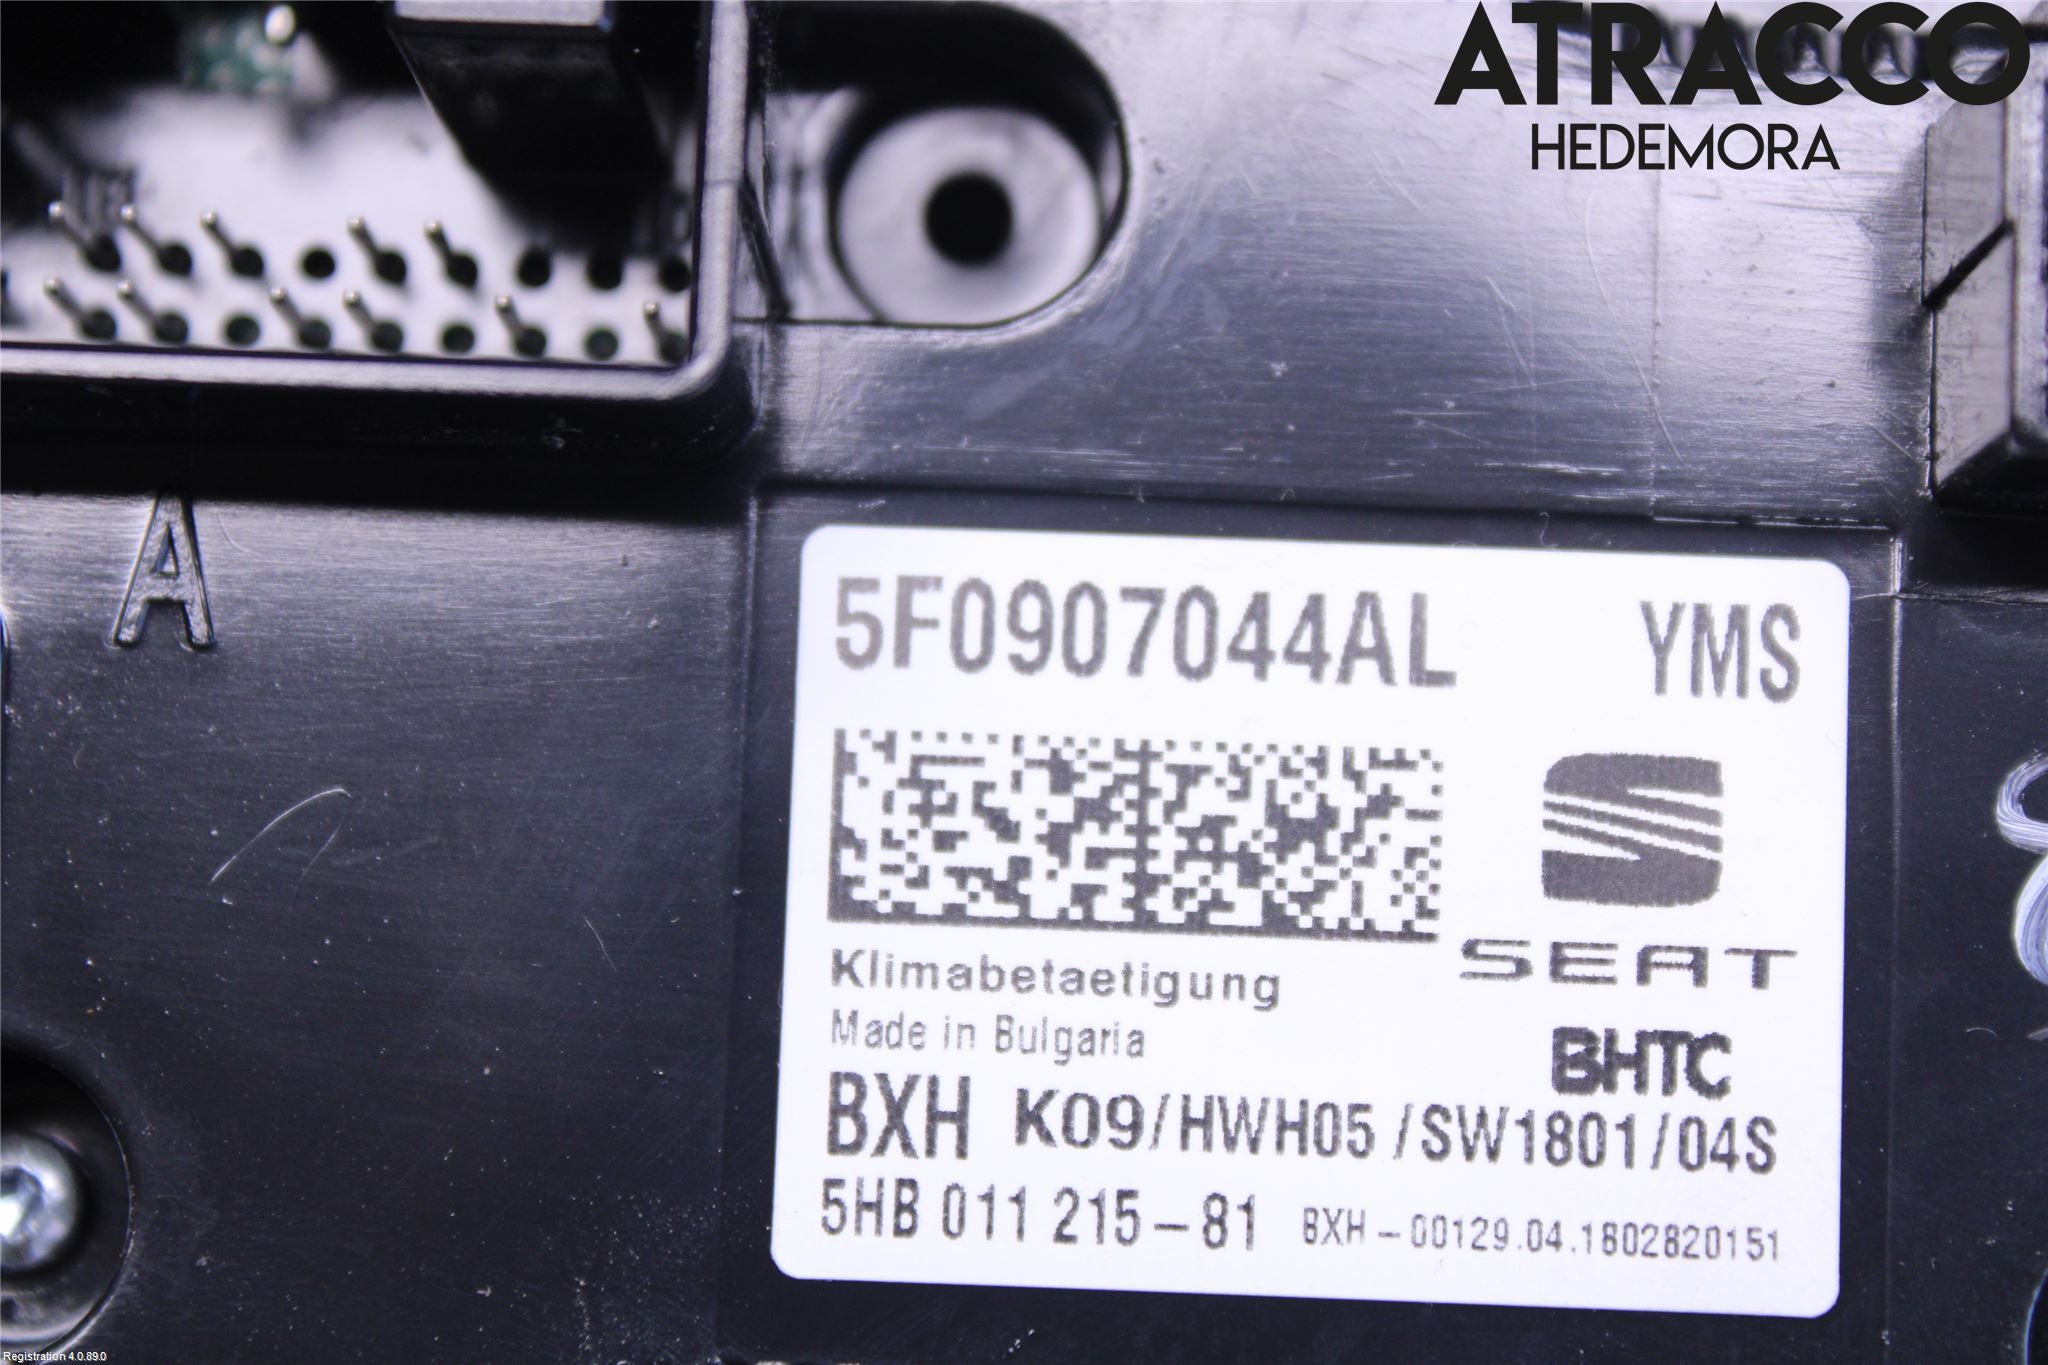 ATRACCO
HEDEMORA
A
5F0907044AL YMS
SEAT
Klimabetaetigung
Made in Bulgaria
BHTC
BXH K09/HWH05/SW1801/04S
5HB 011 215-81 BXH-00129.04.1802820151
Registration 4.0.89.0